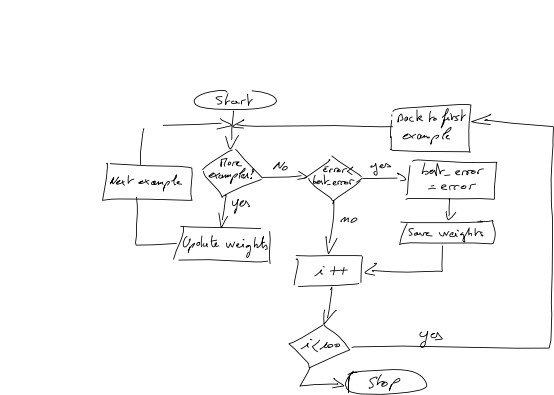 Start
Back to first
example
More
examples?
No
Error<
best_error
yes
best_error
= error
Next example
yes
no
Update weights
Save weights
i ++
i<100
yes
Stop